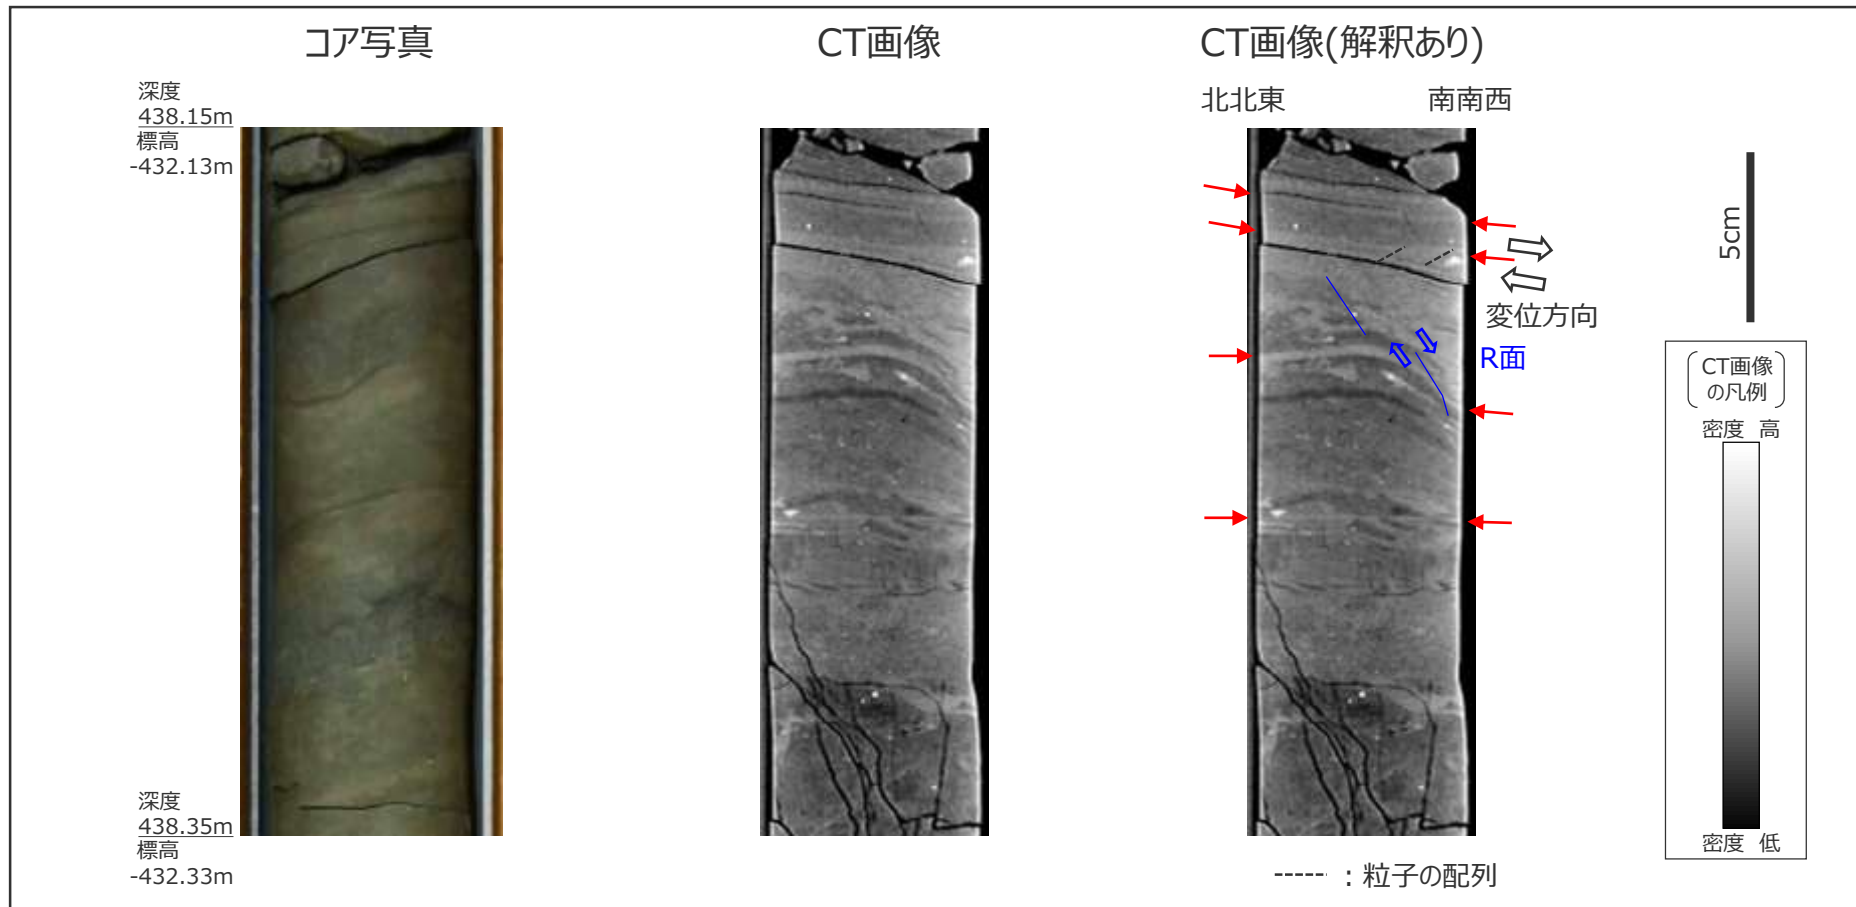 コア写真
CT画像
CT画像(解釈あり)
北北東
南南西
深度
438.15m
標高
-432.13m
5cm
変位方向
R面
CT画像
の凡例
密度 高
密度 低
深度
438.35m
標高
-432.33m
------ : 粒子の配列